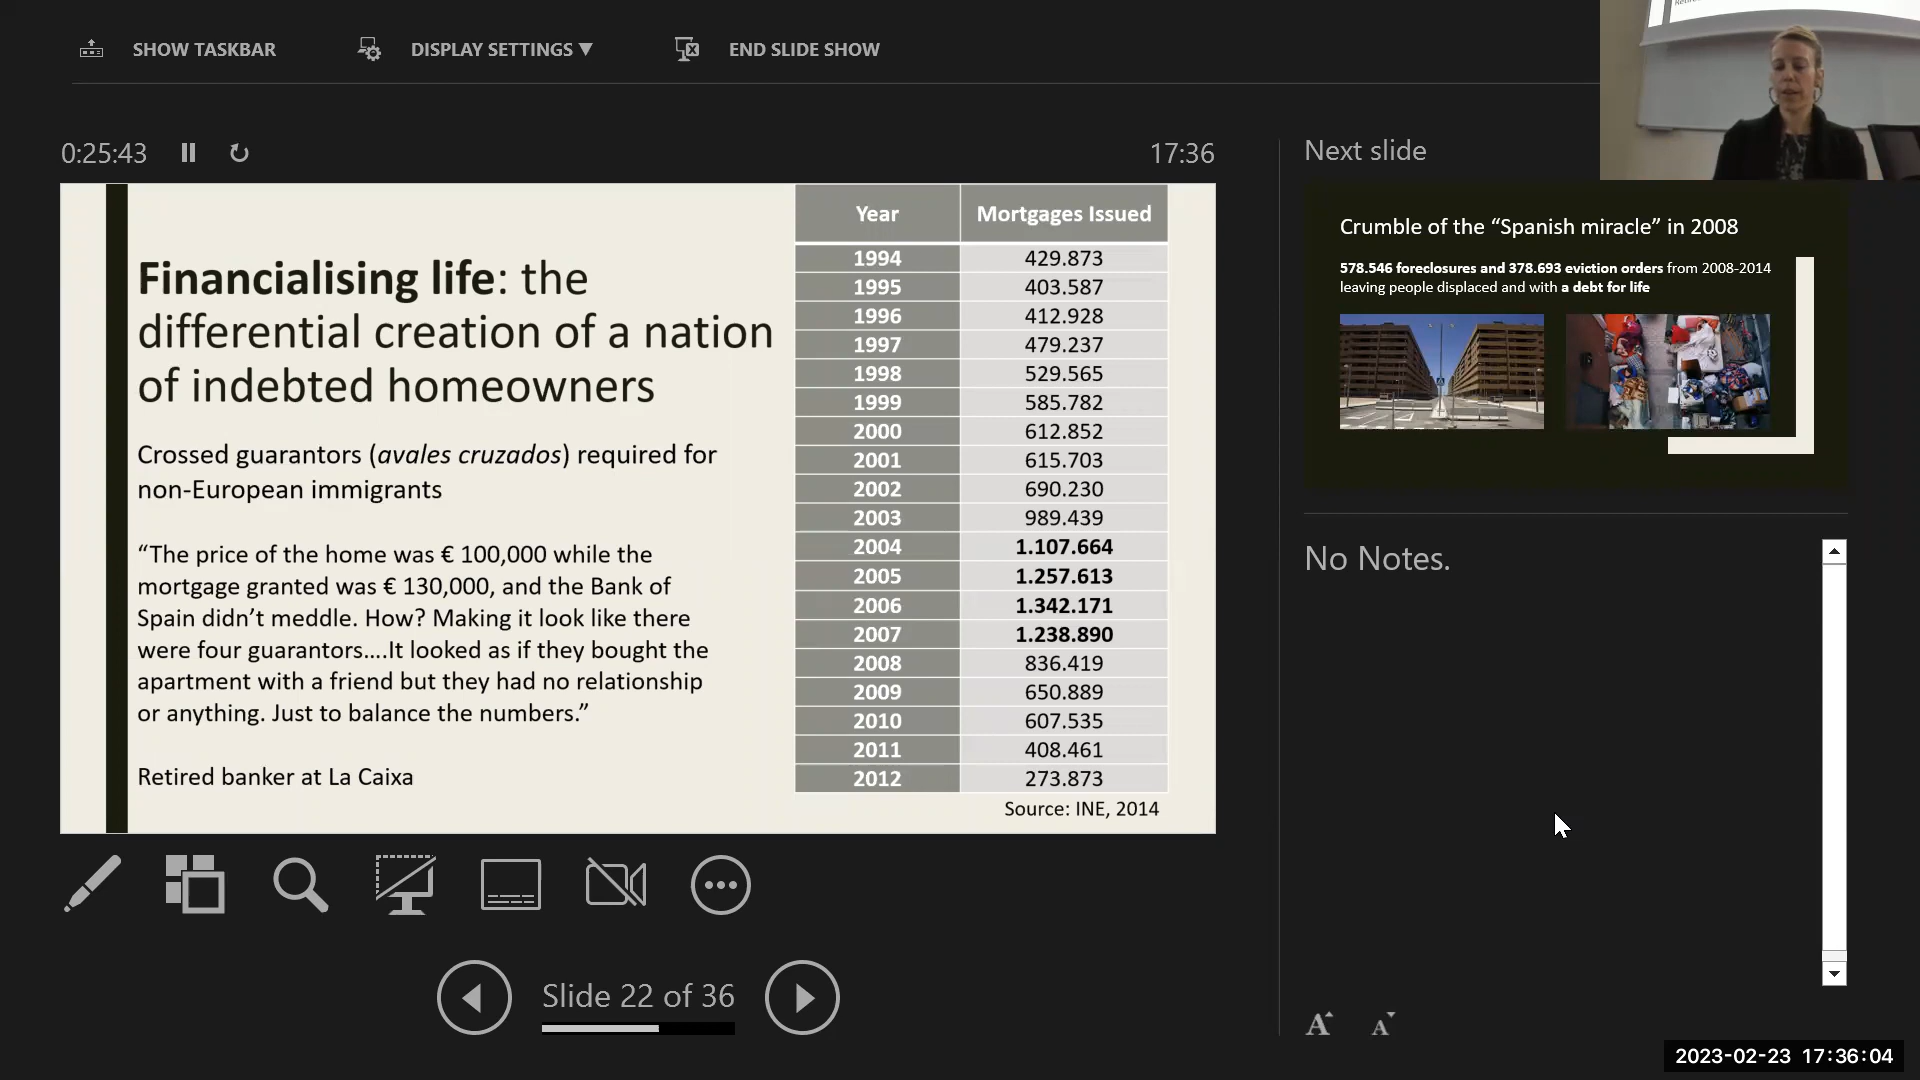 SHOW TASKBAR
DISPLAY SETTINGS ▼
END SLIDE SHOW
0:25:43
17:36
Next slide
Financialising life: the
differential creation of a nation
of indebted homeowners
Crossed guarantors (avales cruzados) required for
non-European immigrants
“The price of the home was € 100,000 while the
mortgage granted was € 130,000, and the Bank of
Spain didn’t meddle. How? Making it look like there
were four guarantors....It looked as if they bought the
apartment with a friend but they had no relationship
or anything. Just to balance the numbers.”
Retired banker at La Caixa
Year Mortgages Issued
1994 429.873
1995 403.587
1996 412.928
1997 479.237
1998 529.565
1999 585.782
2000 612.852
2001 615.703
2002 690.230
2003 989.439
2004 1.107.664
2005 1.257.613
2006 1.342.171
2007 1.238.890
2008 836.419
2009 650.889
2010 607.535
2011 408.461
2012 273.873
Source: INE, 2014
Crumble of the “Spanish miracle” in 2008
578.546 foreclosures and 378.693 eviction orders from 2008-2014
leaving people displaced and with a debt for life
No Notes.
Slide 22 of 36
A A
2023-02-23 17:36:04